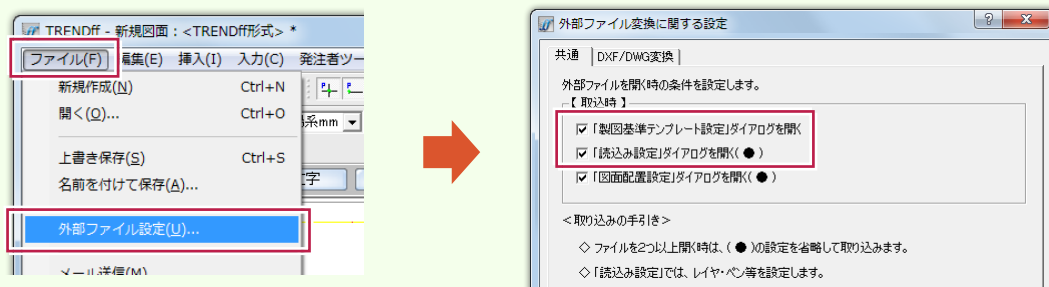 TRENDff - 新規図面：<TRENDff形式> *
ファイル(F) 編集(E) 挿入(I) 入力(C) 発注者ツー
新規作成(N) Ctrl+N
開く(O)... Ctrl+O
系mm
上書き保存(S) Ctrl+S
名前を付けて保存(A)...
字
外部ファイル設定(U)...
メール送信(M)
外部ファイル変換に関する設定
共通 DXF/DWG変換
外部ファイルを開く時の条件を設定します。
【 取込時 】
「製図基準テンプレート設定」ダイアログを開く
「読込み設定」ダイアログを開く( ● )
「図面配置設定」ダイアログを開く( ● )
＜取り込みの手引き＞
◇ ファイルを2つ以上開く時は、( ● )の設定を省略して取り込みます。
◇ 「読込み設定」では、レイヤ・ペン等を設定します。